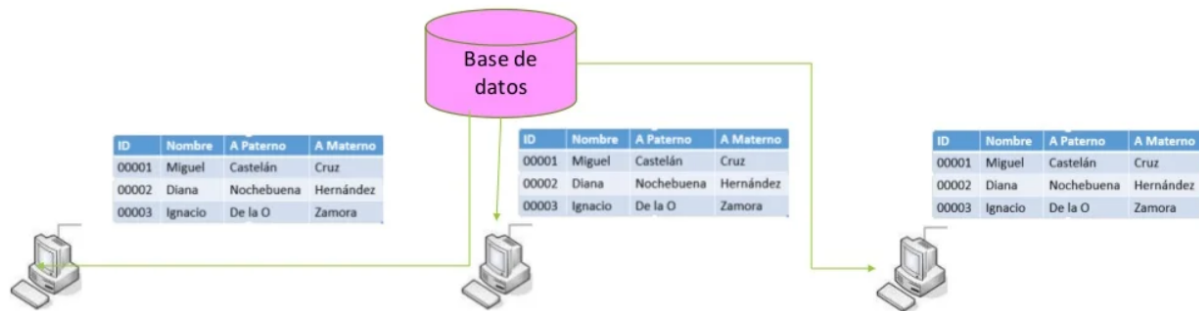 Base de
datos
ID Nombre A Paterno A Materno
00001 Miguel Castelán Cruz
00002 Diana Nochebuena Hernández
00003 Ignacio De la O Zamora
ID Nombre A Paterno A Materno
00001 Miguel Castelán Cruz
00002 Diana Nochebuena Hernández
00003 Ignacio De la O Zamora
ID Nombre A Paterno A Materno
00001 Miguel Castelán Cruz
00002 Diana Nochebuena Hernández
00003 Ignacio De la O Zamora